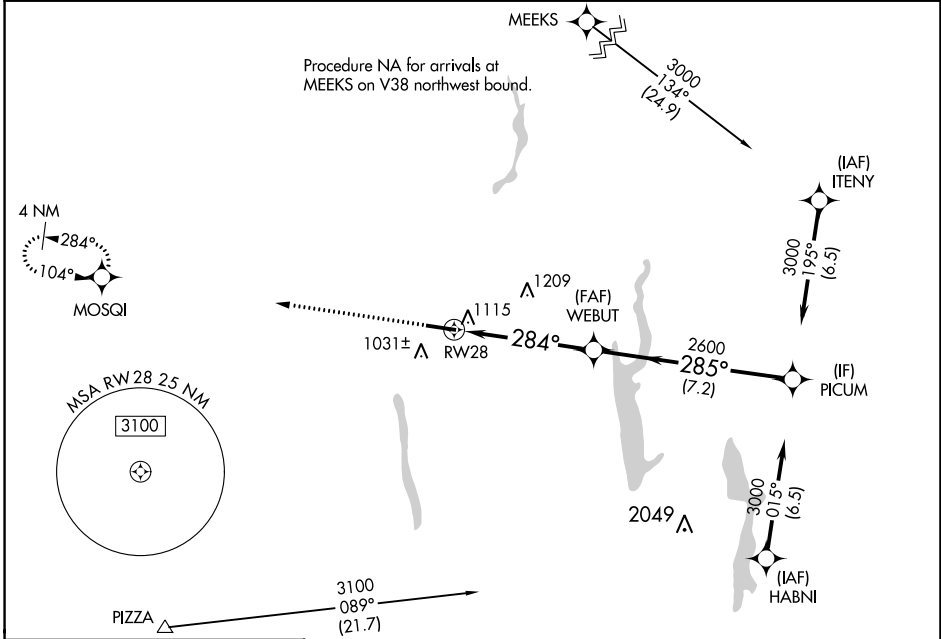 MEEKS
Procedure NA for arrivals at
MEEKS on V38 northwest bound.
3000
134°
(24.9)
(IAF)
ITENY
3000
195°
(6.5)
4 NM
284°
104°
MOSQI
1209
1115
1031±
RW28
284°
(FAF)
WEBUT
2600
285°
(7.2)
(IF)
PICUM
MSA RW 28 25 NM
3100
2049
3000
015°
(6.5)
(IAF)
HABNI
PIZZA
3100
089°
(21.7)